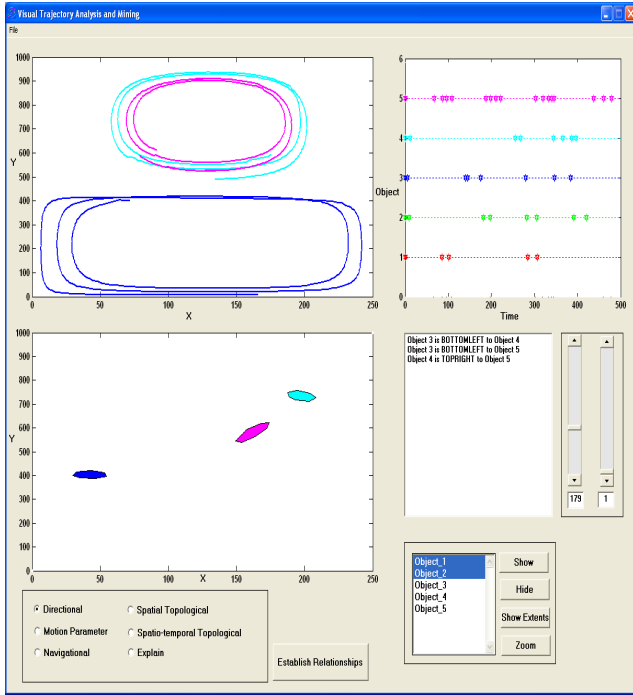 Visual Trajectory Analysis and Mining
File
1000
900
800
700
600
500
400
300
200
100
0
Y
0 50 100 150 200 250
X
6
5
4
3
2
1
0
Object
0 100 200 300 400 500
Time
1000
900
800
700
600
500
400
300
200
100
0
Y
0 50 100 150 200 250
X
Object 3 is BOTTOMLEFT to Object 4
Object 3 is BOTTOMLEFT to Object 5
Object 4 is TOPRIGHT to Object 5
179 1
Directional Spatial Topological
Motion Parameter Spatio-temporal Topological
Navigational Explain
Establish Relationships
Object_1
Object_2
Object_3
Object_4
Object_5
Show
Hide
Show Extents
Zoom